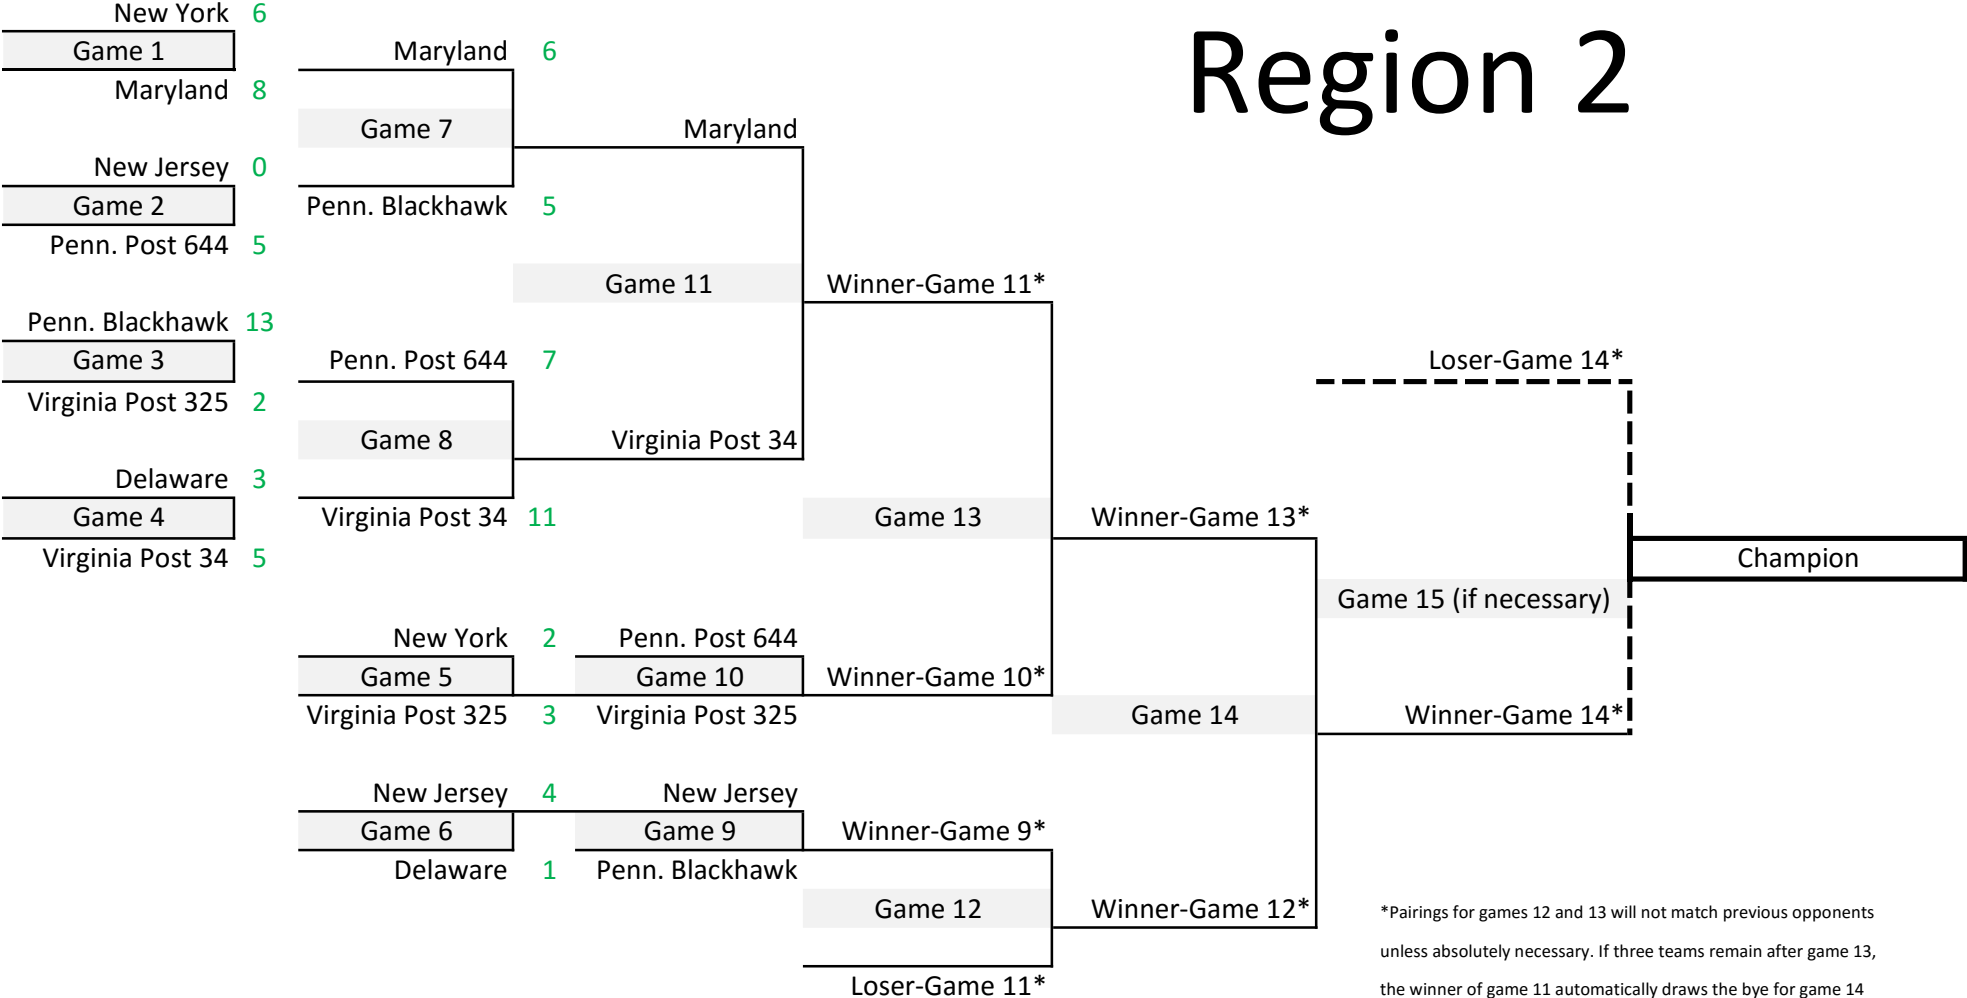 Region 2
New York 6
Game 1
Maryland 8
New Jersey 0
Game 2
Penn. Post 644 5
Penn. Blackhawk 13
Game 3
Virginia Post 325 2
Delaware 3
Game 4
Virginia Post 34 5
Maryland 6
Game 7
Penn. Blackhawk 5
Penn. Post 644 7
Game 8
Virginia Post 34 11
New York 2
Game 5
Virginia Post 325 3
New Jersey 4
Game 6
Delaware 1
Maryland
Game 11
Virginia Post 34
Penn. Post 644
Game 10
Virginia Post 325
New Jersey
Game 9
Penn. Blackhawk
Winner-Game 11*
Game 13
Winner-Game 10*
Winner-Game 9*
Game 12
Loser-Game 11*
Winner-Game 13*
Game 14
Winner-Game 12*
Loser-Game 14*
Game 15 (if necessary)
Winner-Game 14*
Champion
*Pairings for games 12 and 13 will not match previous opponents
unless absolutely necessary. If three teams remain after game 13,
the winner of game 11 automatically draws the bye for game 14